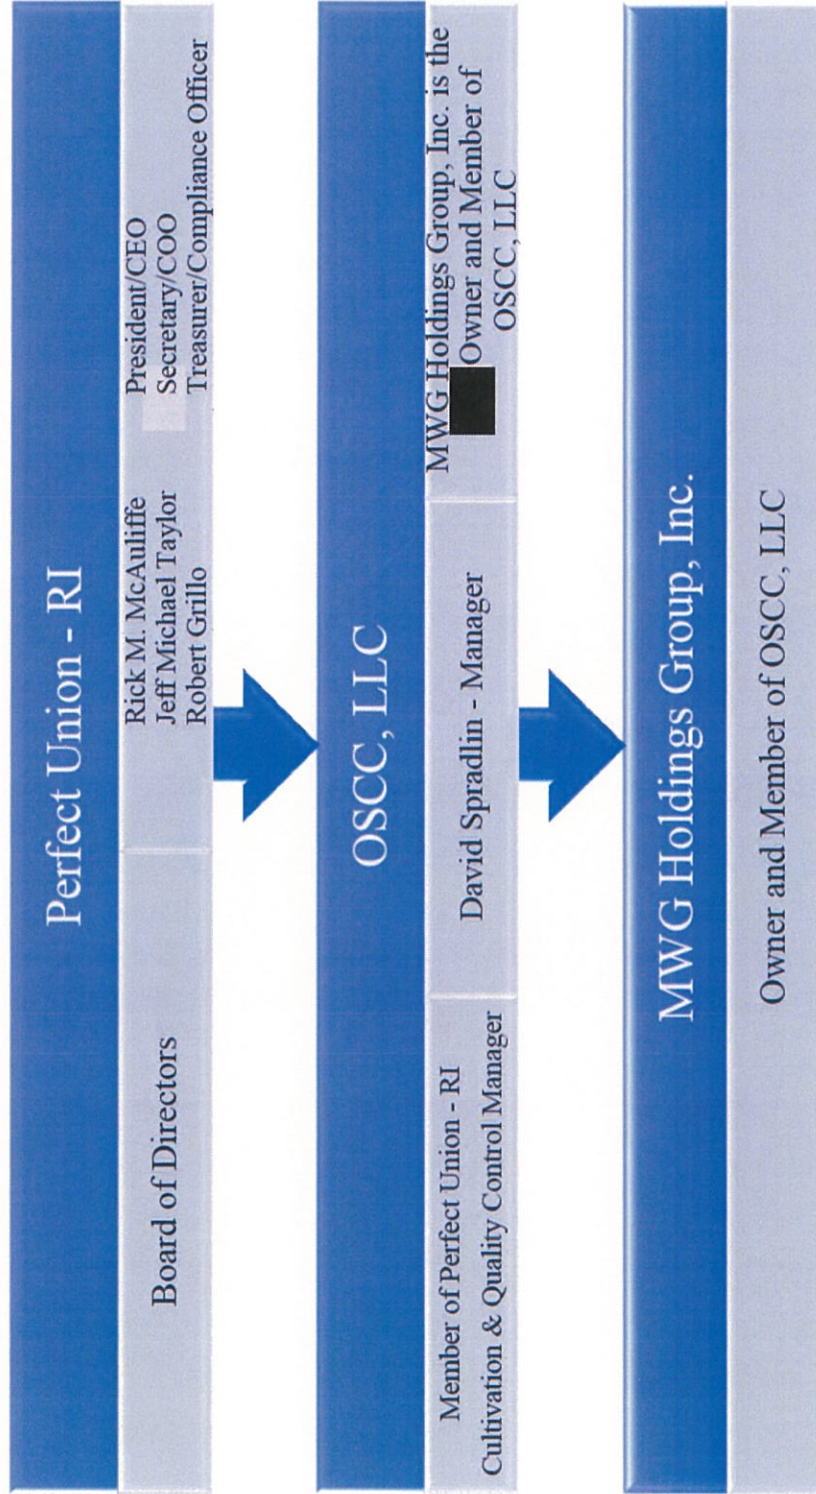 Perfect Union - RI
Board of Directors
Rick M. McAuliffe
Jeff Michael Taylor
Robert Grillo
President/CEO
Secretary/COO
Treasurer/Compliance Officer
OSCC, LLC
Member of Perfect Union - RI
Cultivation & Quality Control Manager
David Spradlin - Manager
MWG Holdings Group, Inc. is the
Owner and Member of
OSCC, LLC
MWG Holdings Group, Inc.
Owner and Member of OSCC, LLC